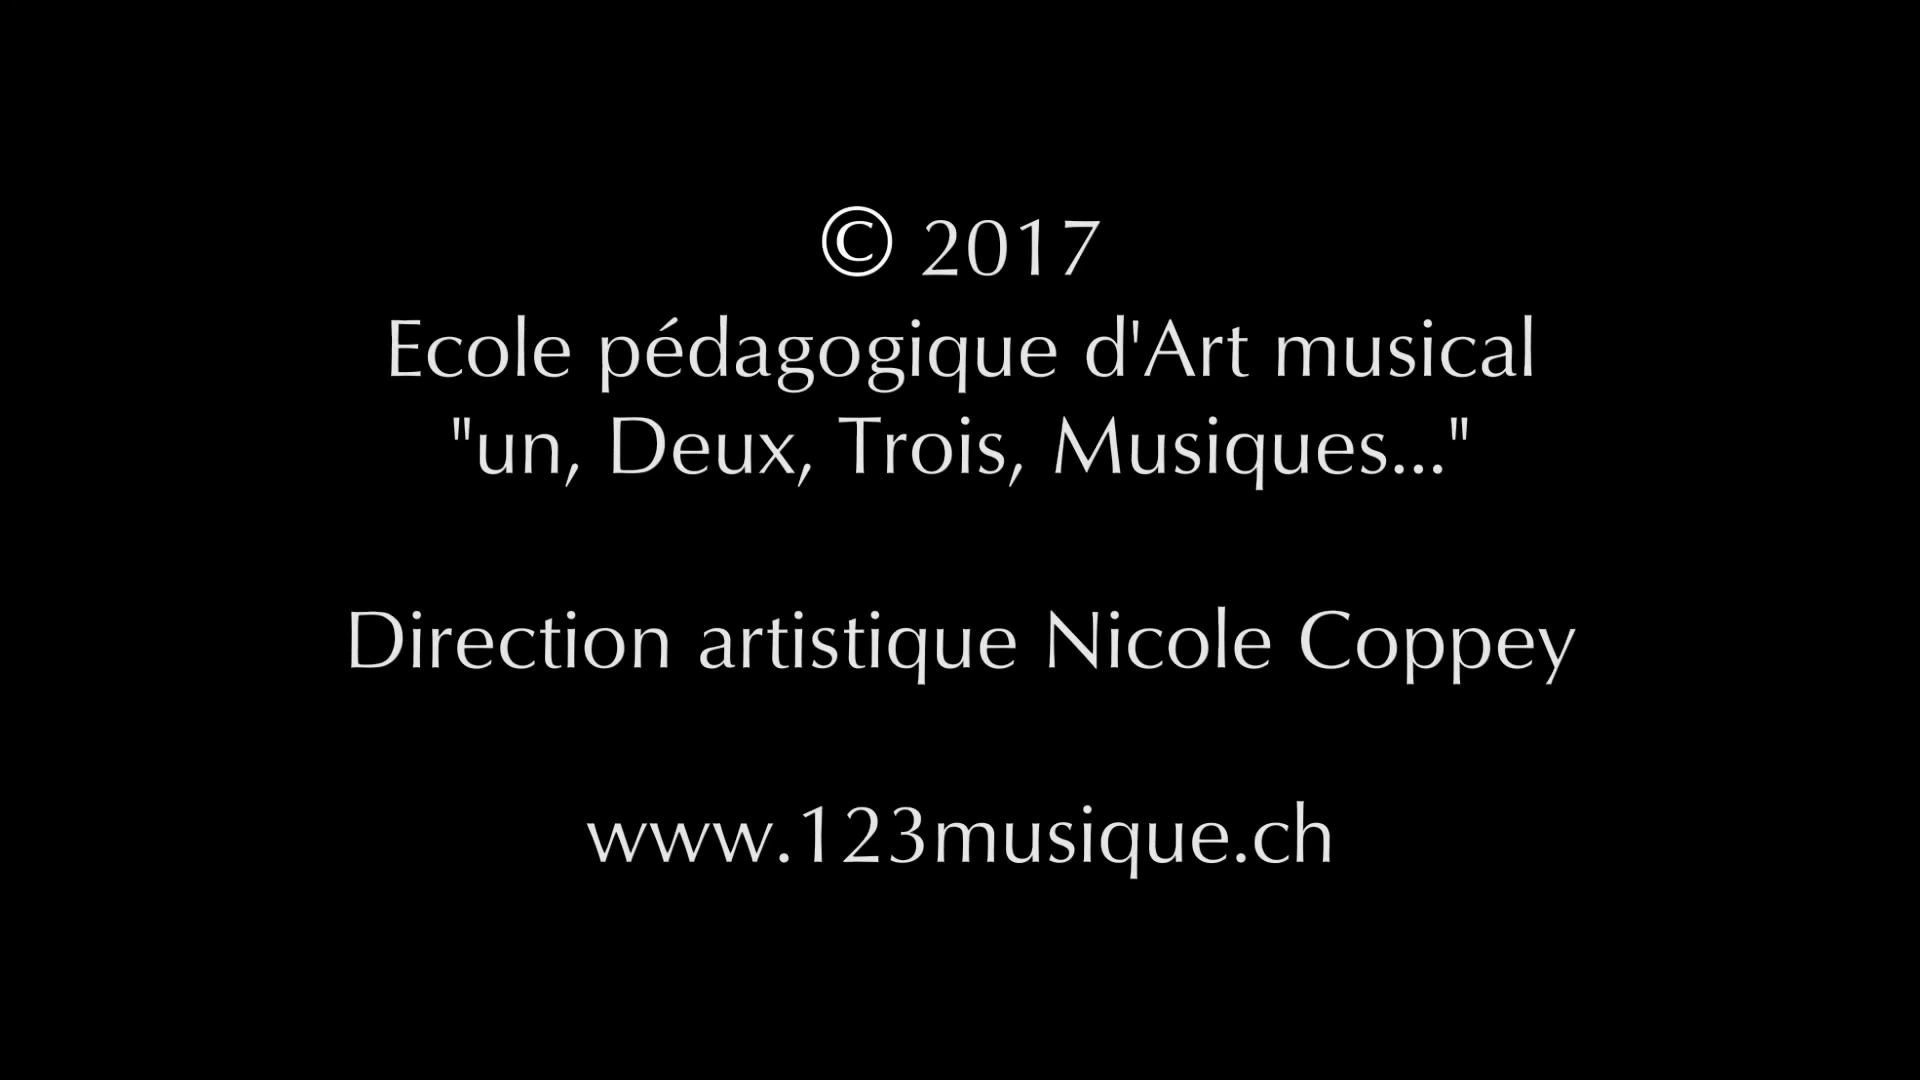 © 2017
Ecole pédagogique d'Art musical
"un, Deux, Trois, Musiques..."
Direction artistique Nicole Coppey
www.123musique.ch